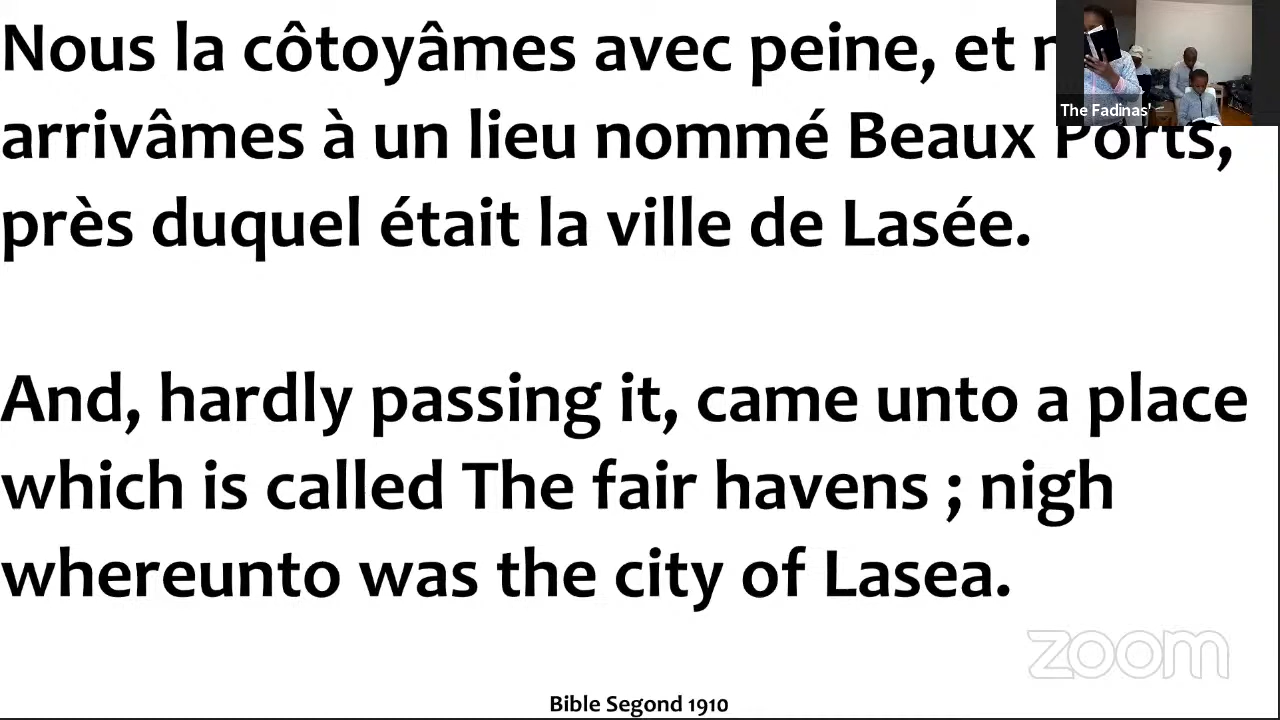 Nous la côtoyâmes avec peine, et
arrivâmes à un lieu nommé Beaux Ports,
près duquel était la ville de Lasée.
And, hardly passing it, came unto a place
which is called The fair havens ; nigh
whereunto was the city of Lasea.
The Fadinas'
zoom
Bible Segond 1910